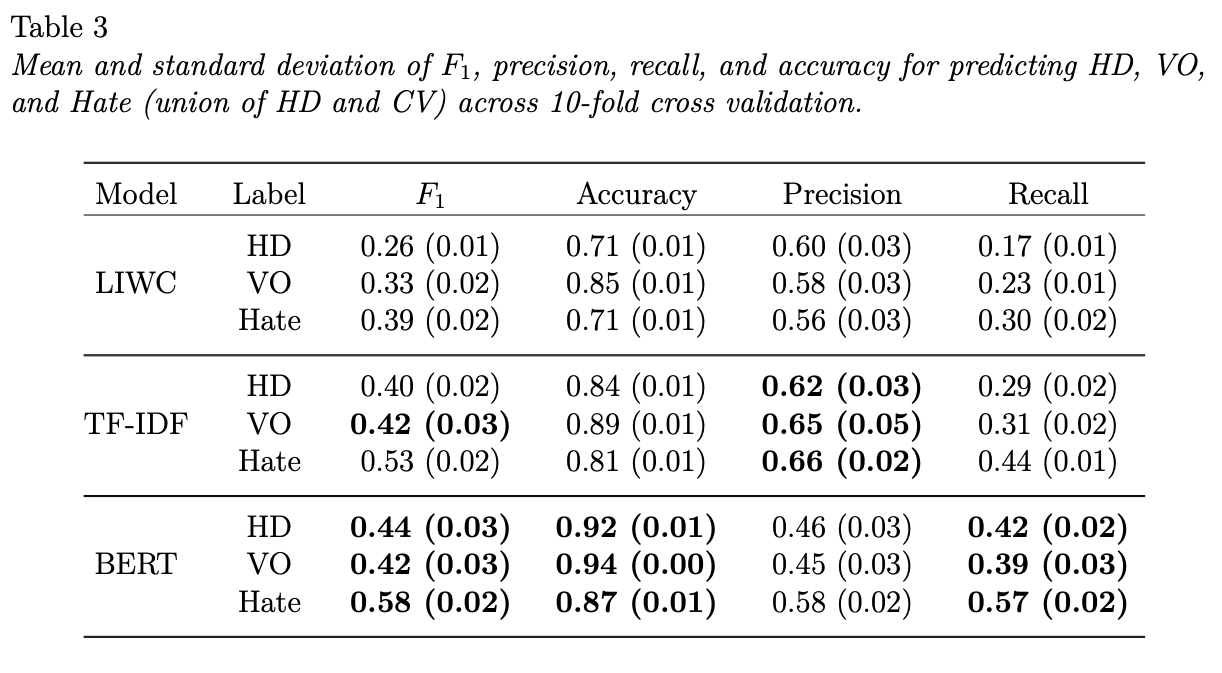 Table 3
Mean and standard deviation of F₁, precision, recall, and accuracy for predicting HD, VO,
and Hate (union of HD and CV) across 10-fold cross validation.
Model Label F₁ Accuracy Precision Recall
HD 0.26 (0.01) 0.71 (0.01) 0.60 (0.03) 0.17 (0.01)
LIWC VO 0.33 (0.02) 0.85 (0.01) 0.58 (0.03) 0.23 (0.01)
Hate 0.39 (0.02) 0.71 (0.01) 0.56 (0.03) 0.30 (0.02)
HD 0.40 (0.02) 0.84 (0.01) 0.62 (0.03) 0.29 (0.02)
TF-IDF VO 0.42 (0.03) 0.89 (0.01) 0.65 (0.05) 0.31 (0.02)
Hate 0.53 (0.02) 0.81 (0.01) 0.66 (0.02) 0.44 (0.01)
HD 0.44 (0.03) 0.92 (0.01) 0.46 (0.03) 0.42 (0.02)
BERT VO 0.42 (0.03) 0.94 (0.00) 0.45 (0.03) 0.39 (0.03)
Hate 0.58 (0.02) 0.87 (0.01) 0.58 (0.02) 0.57 (0.02)